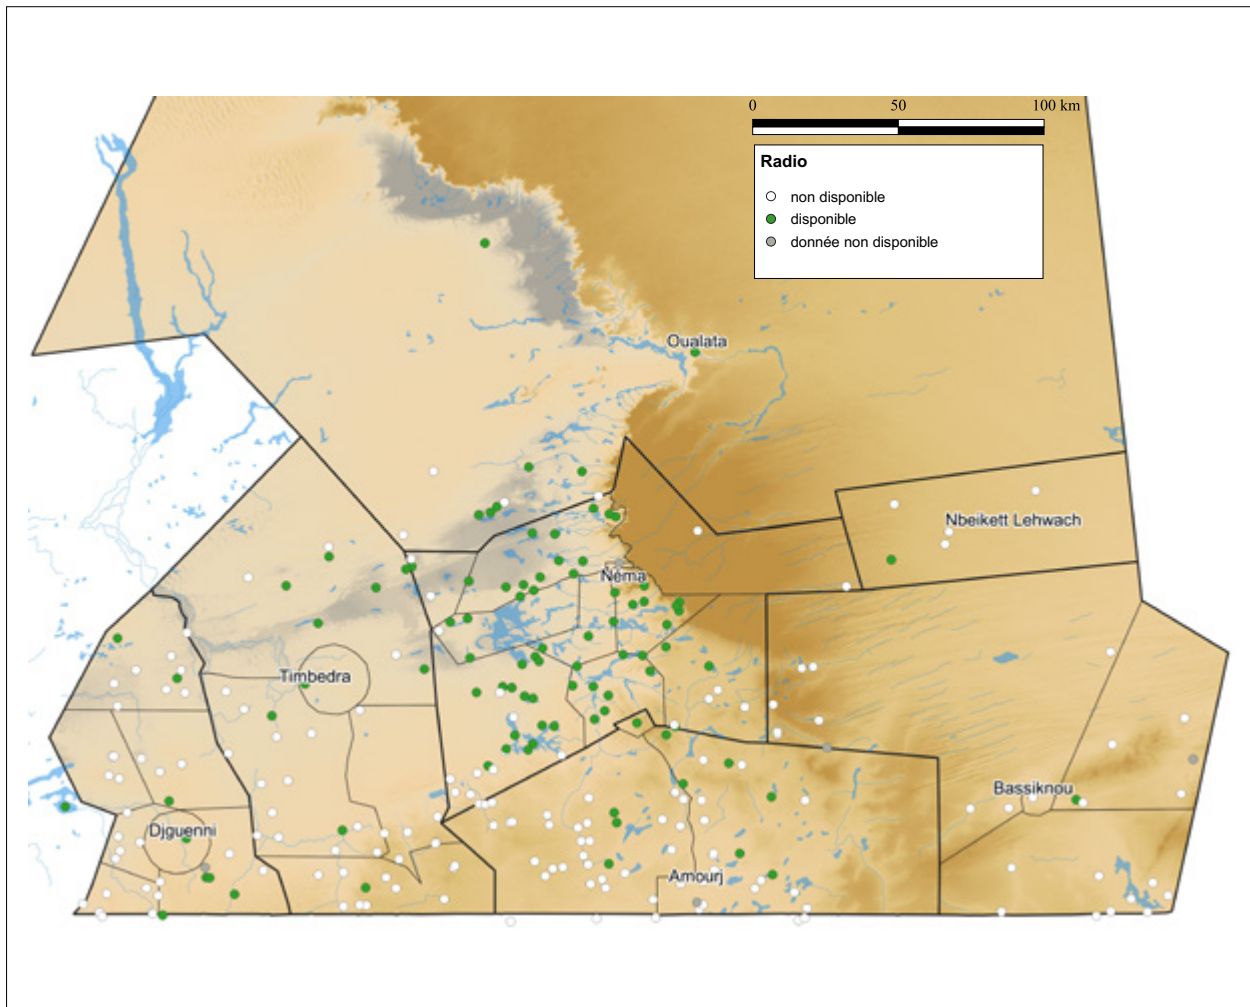 0 50 100 km
Radio
non disponible
disponible
donnée non disponible
Oualata
Nbeikett Lehwach
Néma
Timbedra
Bassiknou
Djguenni
Amourj